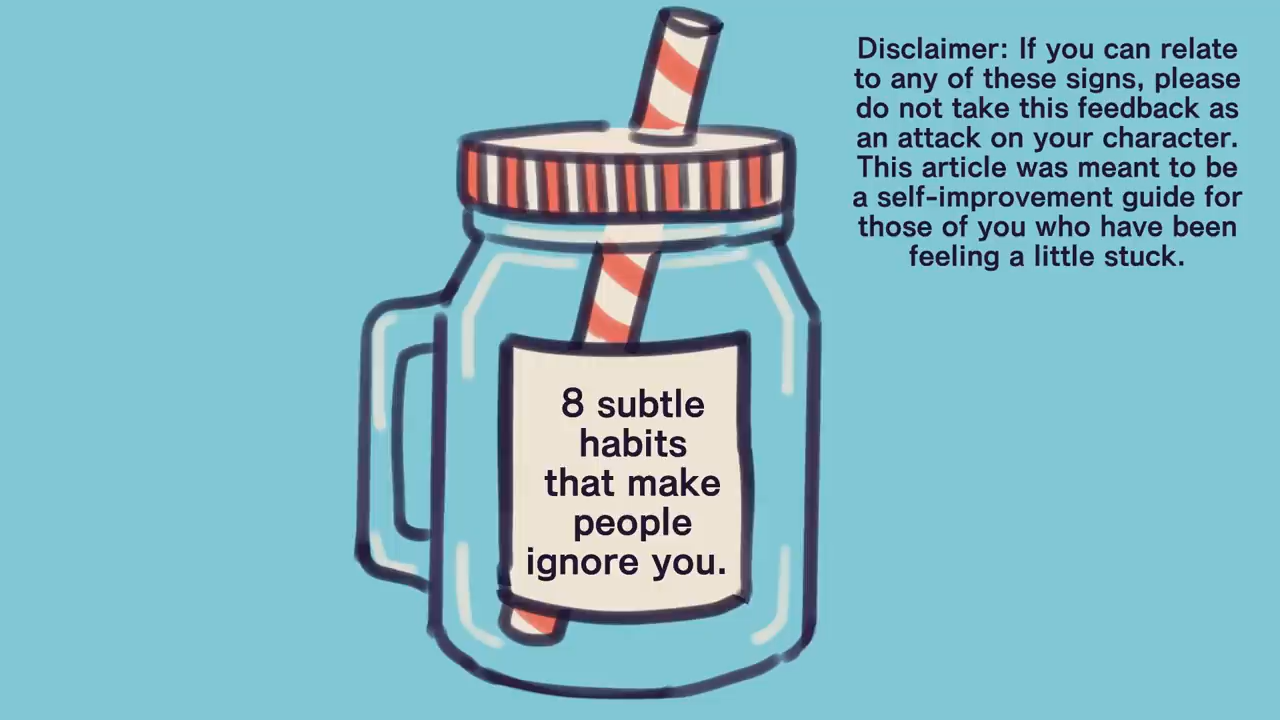 Disclaimer: If you can relate
to any of these signs, please
do not take this feedback as
an attack on your character.
This article was meant to be
a self-improvement guide for
those of you who have been
feeling a little stuck.
8 subtle
habits
that make
people
ignore you.